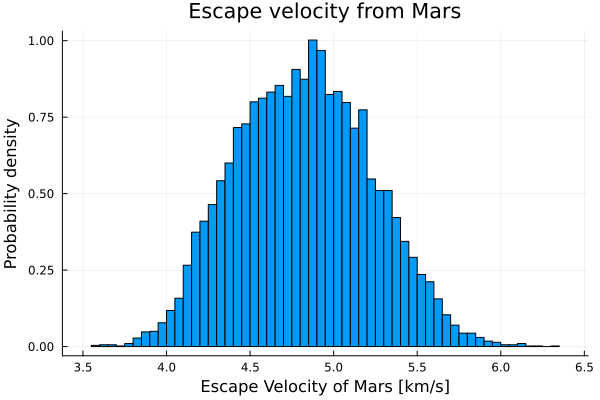 Escape velocity from Mars
Probability density
1.00
0.75
0.50
0.25
0.00
3.5 4.0 4.5 5.0 5.5 6.0 6.5
Escape Velocity of Mars [km/s]